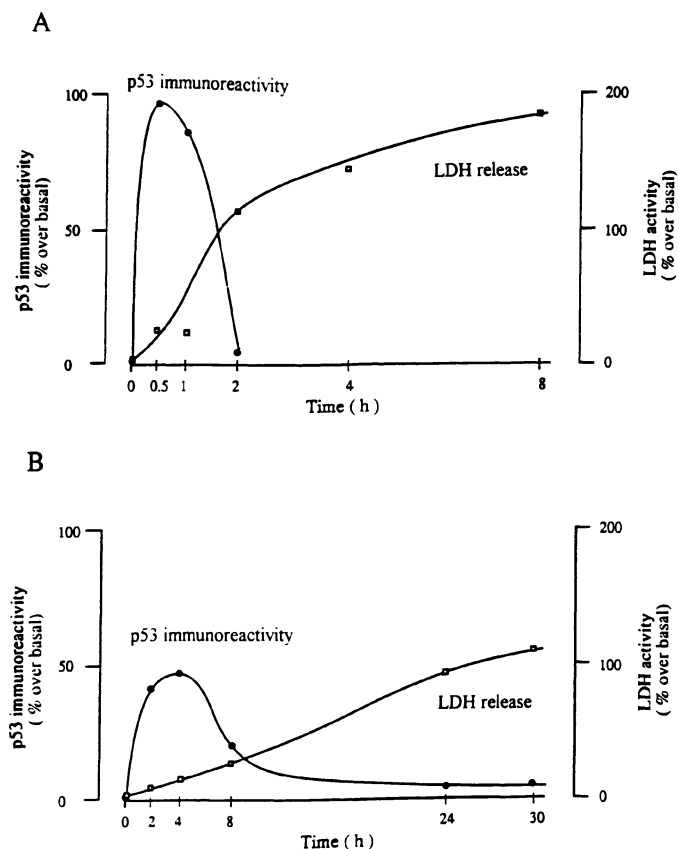 A
p53 immunoreactivity
100
50
0
p53 immunoreactivity
( % over basal)
200
100
0
LDH activity
( % over basal)
LDH release
0 0.5 1 2 4 8
Time ( h )
B
100
50
0
p53 immunoreactivity
( % over basal)
p53 immunoreactivity
200
100
0
LDH activity
( % over basal)
LDH release
0 2 4 8 24 30
Time ( h )